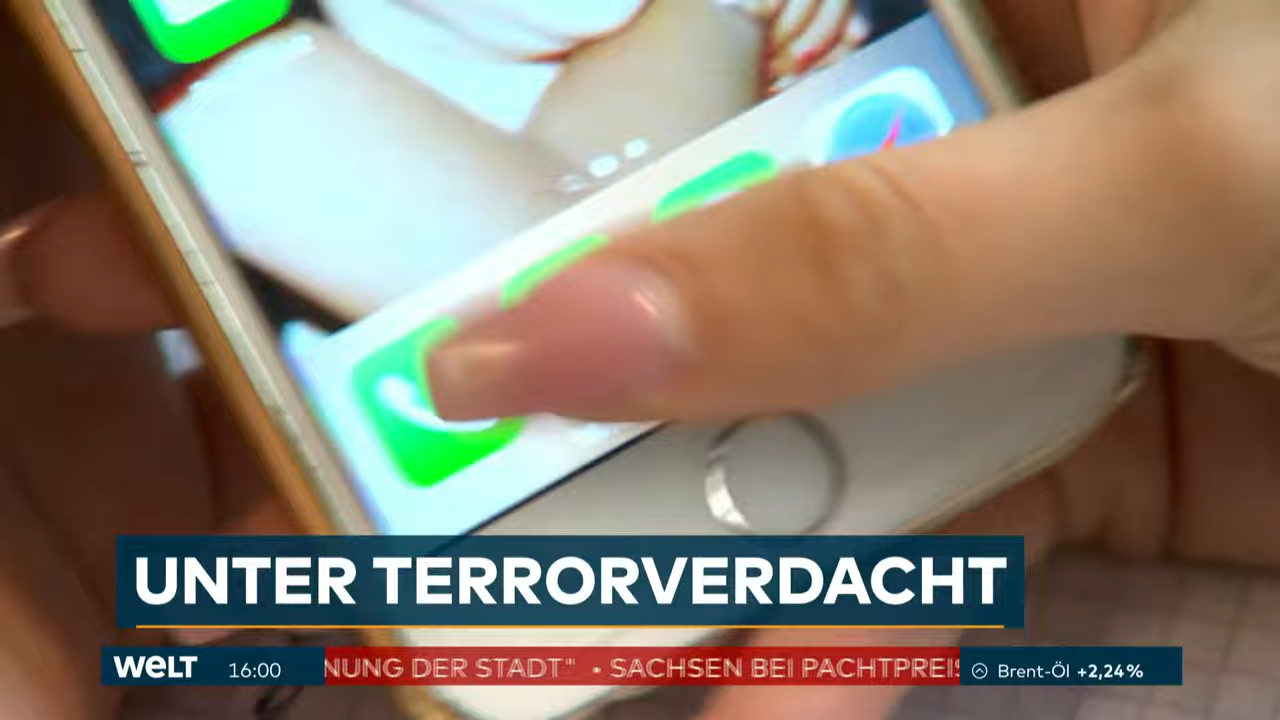 UNTER TERRORVERDACHT
WELT 16:00 NUNG DER STADT" • SACHSEN BEI PACHTPREIS Brent-Öl +2,24%